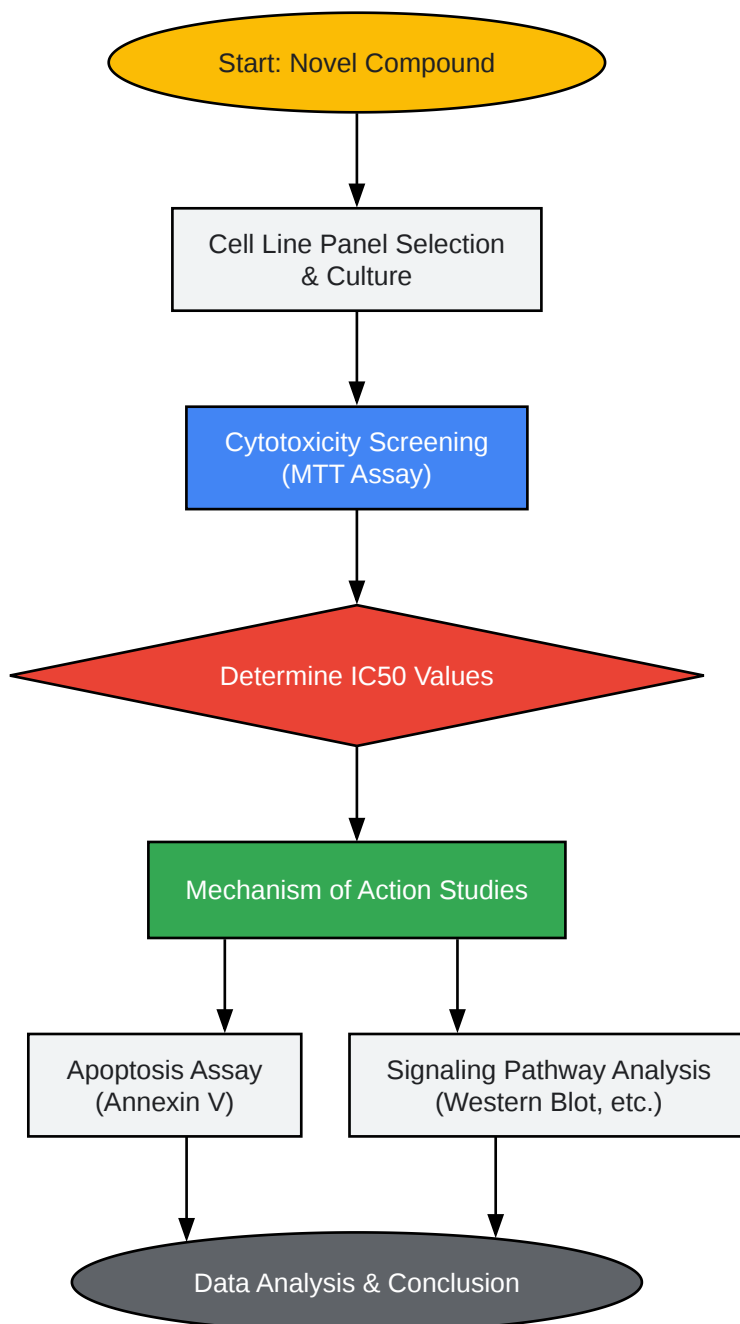 Start: Novel Compound
Cell Line Panel Selection
& Culture
Cytotoxicity Screening
(MTT Assay)
Determine IC50 Values
Mechanism of Action Studies
Apoptosis Assay
(Annexin V)
Signaling Pathway Analysis
(Western Blot, etc.)
Data Analysis & Conclusion